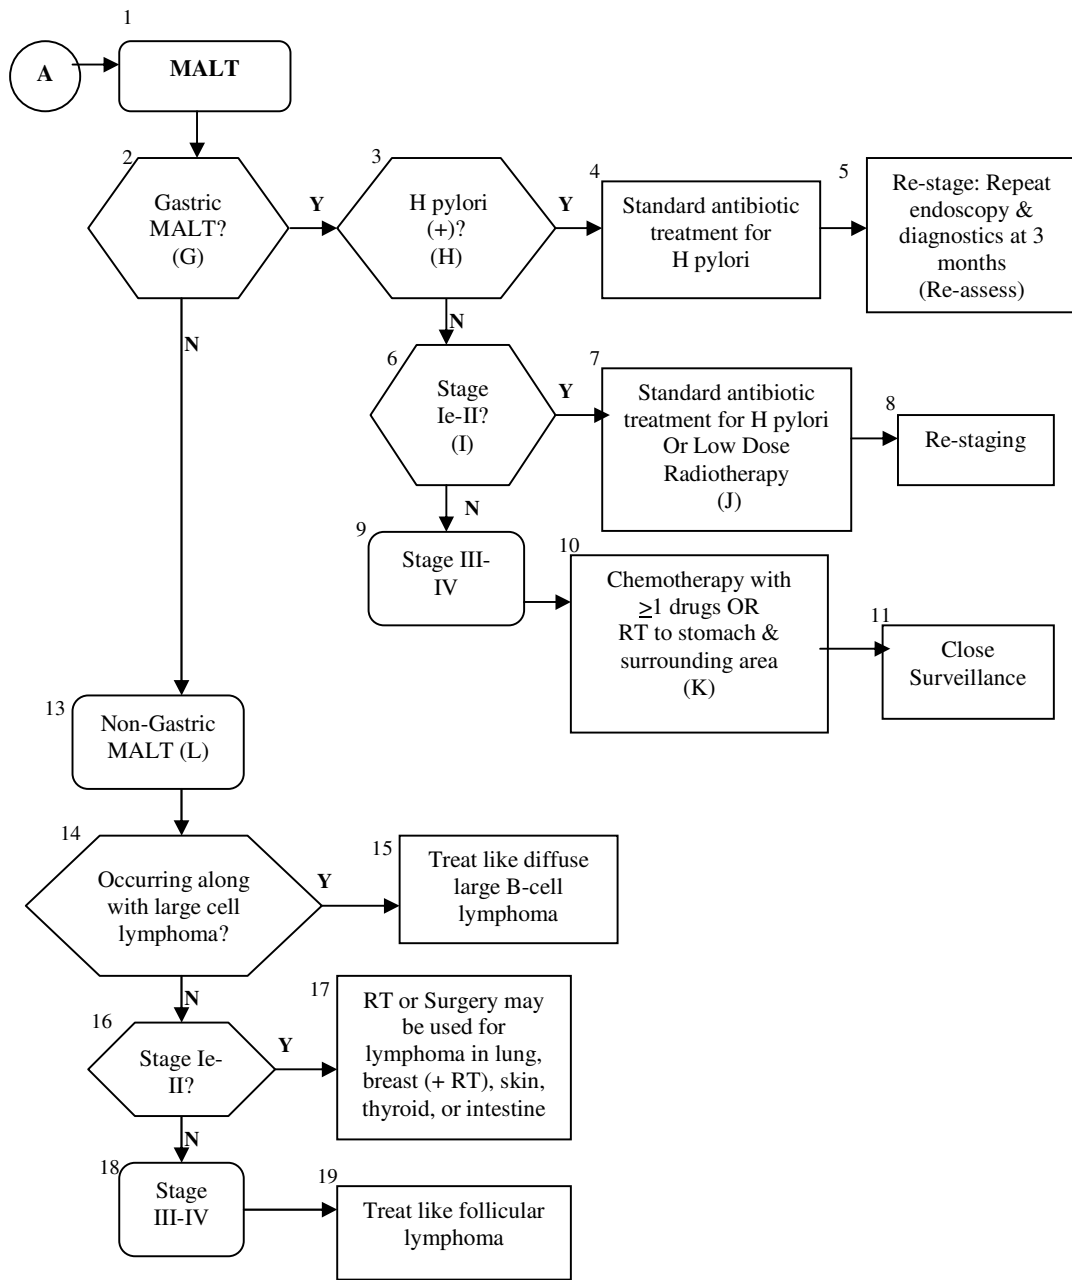 1
A
MALT
2
Gastric
MALT?
(G)
Y
3
H pylori
(+)?
(H)
Y
4
Standard antibiotic
treatment for
H pylori
5
Re-stage: Repeat
endoscopy &
diagnostics at 3
months
(Re-assess)
N
N
6
Stage
Ie-II?
(I)
Y
7
Standard antibiotic
treatment for H pylori
Or Low Dose
Radiotherapy
(J)
8
Re-staging
N
9
Stage III-
IV
10
Chemotherapy with
≥1 drugs OR
RT to stomach &
surrounding area
(K)
11
Close
Surveillance
13
Non-Gastric
MALT (L)
14
Occurring along
with large cell
lymphoma?
Y
15
Treat like diffuse
large B-cell
lymphoma
N
16
Stage Ie-
II?
Y
17
RT or Surgery may
be used for
lymphoma in lung,
breast (+ RT), skin,
thyroid, or intestine
N
18
Stage
III-IV
19
Treat like follicular
lymphoma